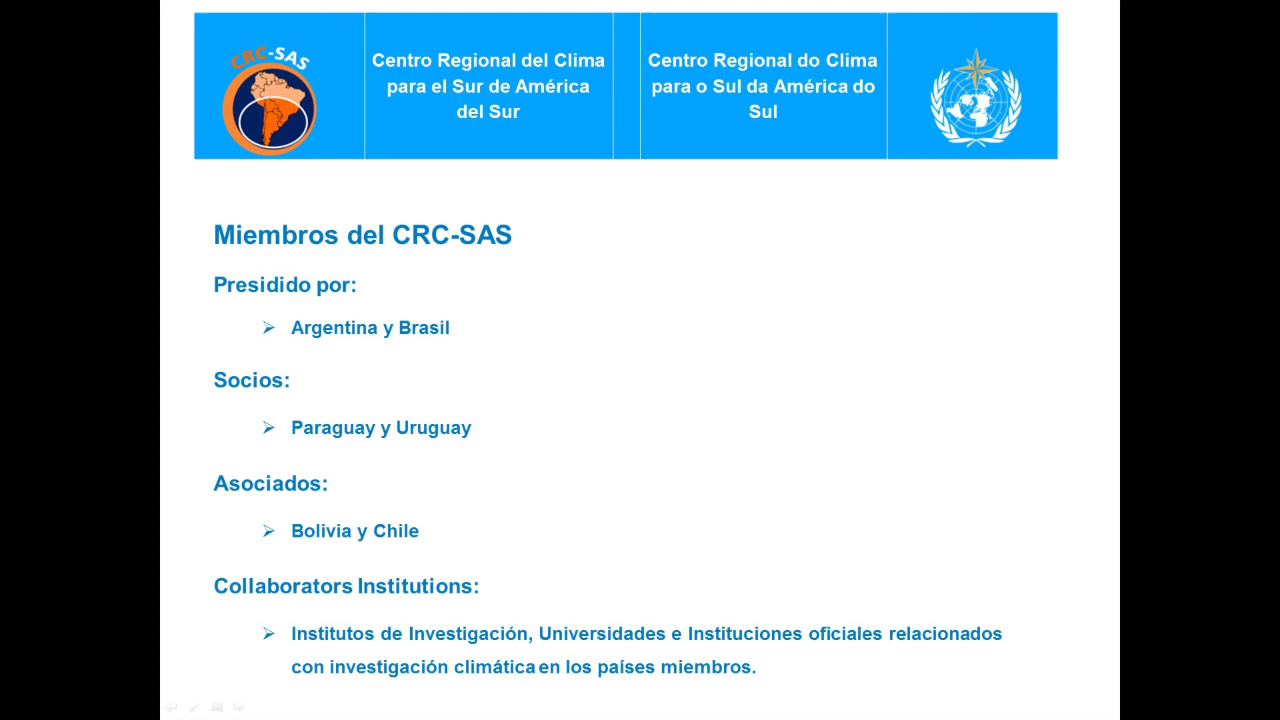 CRC-SAS
Centro Regional del Clima
para el Sur de América
del Sur
Centro Regional do Clima
para o Sul da América do
Sul
Miembros del CRC-SAS
Presidido por:
Argentina y Brasil
Socios:
Paraguay y Uruguay
Asociados:
Bolivia y Chile
Collaborators Institutions:
Institutos de Investigación, Universidades e Instituciones oficiales relacionados
con investigación climática en los países miembros.